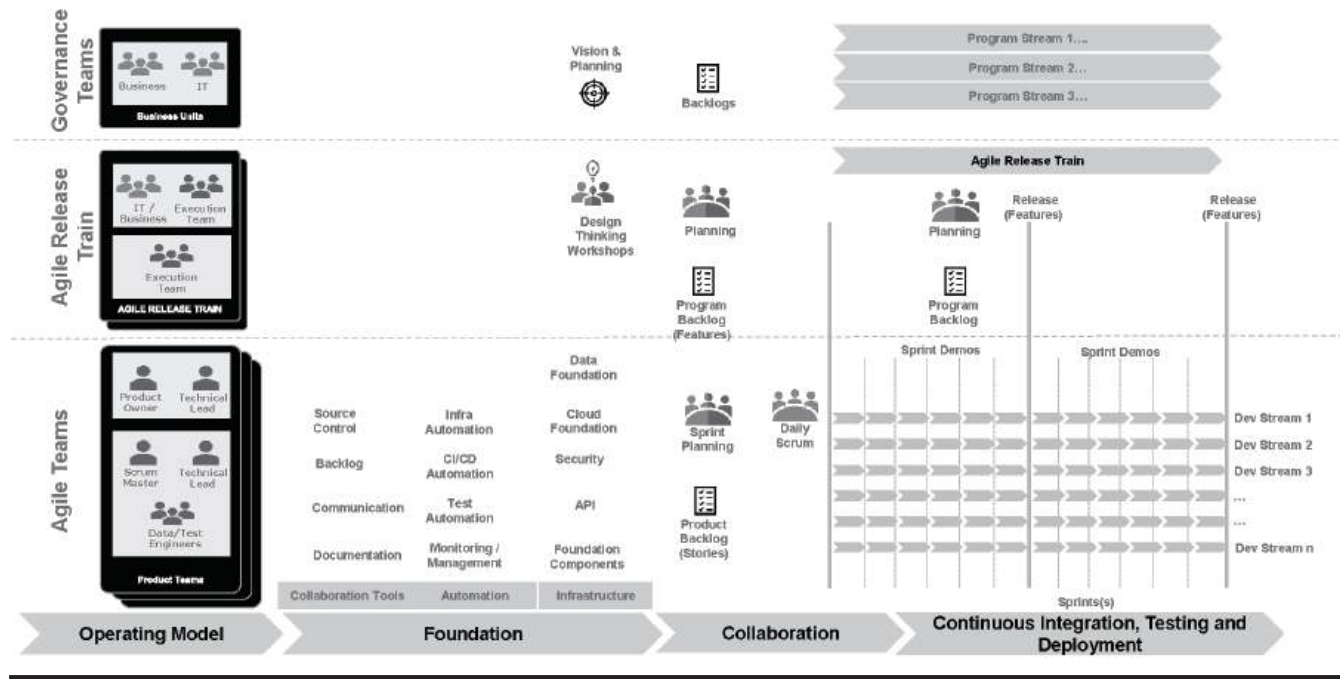 Governance
Teams
Business
IT
Business Units
Vision &
Planning
Backlogs
Program Stream 1....
Program Stream 2...
Program Stream 3...
Agile Release
Train
IT /
Business
Execution
Team
Execution
Team
AGILE RELEASE TRAIN
Design
Thinking
Workshops
Planning
Program
Backlog
(Features)
Agile Release Train
Planning
Program
Backlog
Release
(Features)
Release
(Features)
Agile Teams
Product
Owner
Technical
Lead
Scrum
Master
Technical
Lead
Data/Test
Engineers
Product Teams
Source
Control
Backlog
Communication
Documentation
Collaboration Tools
Infra
Automation
CI/CD
Automation
Test
Automation
Monitoring /
Management
Automation
Data
Foundation
Cloud
Foundation
Security
API
Foundation
Components
Infrastructure
Sprint
Planning
Product
Backlog
(Stories)
Daily
Scrum
Sprint Demos
Sprint Demos
Dev Stream 1
Dev Stream 2
Dev Stream 3
...
...
Dev Stream n
Sprints(s)
Operating Model
Foundation
Collaboration
Continuous Integration, Testing and
Deployment